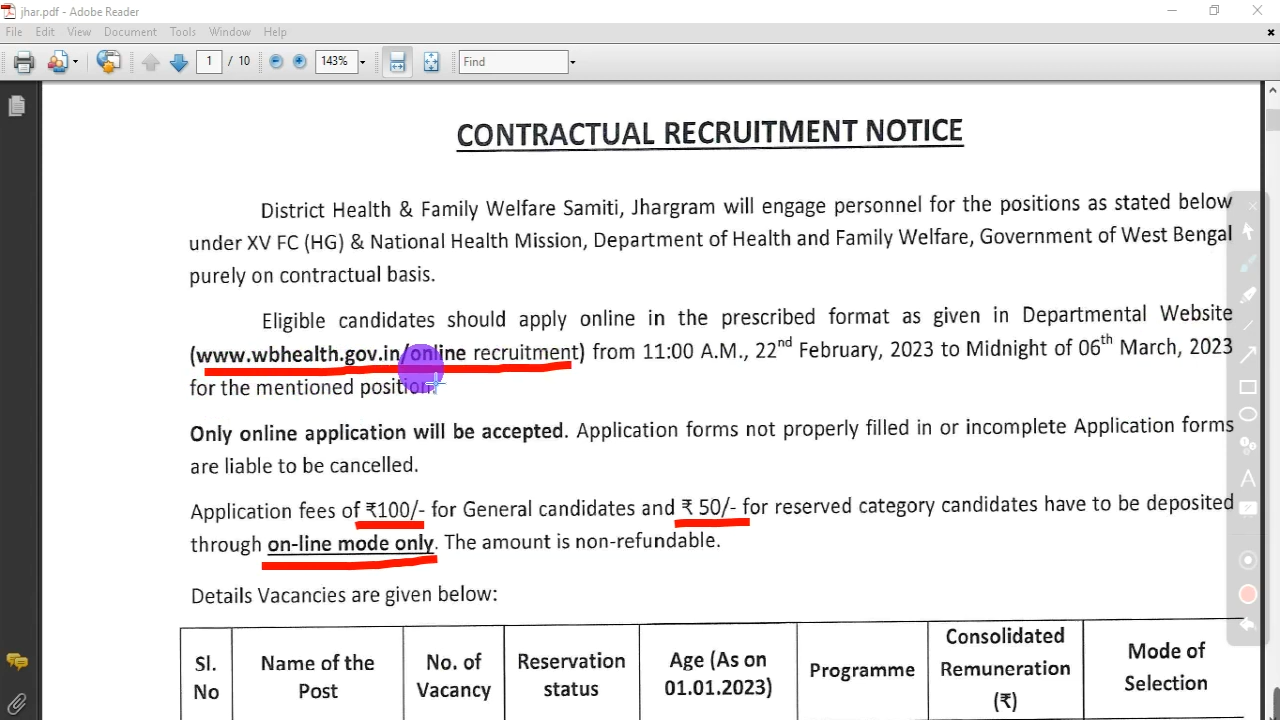 jhar.pdf - Adobe Reader
File Edit View Document Tools Window Help
1 / 10 143% Find
CONTRACTUAL RECRUITMENT NOTICE
District Health & Family Welfare Samiti, Jhargram will engage personnel for the positions as stated below
under XV FC (HG) & National Health Mission, Department of Health and Family Welfare, Government of West Bengal
purely on contractual basis.
Eligible candidates should apply online in the prescribed format as given in Departmental Website
(www.wbhealth.gov.in/online recruitment) from 11:00 A.M., 22nd February, 2023 to Midnight of 06th March, 2023
for the mentioned position.
Only online application will be accepted. Application forms not properly filled in or incomplete Application forms
are liable to be cancelled.
Application fees of ₹100/- for General candidates and ₹ 50/- for reserved category candidates have to be deposited
through on-line mode only. The amount is non-refundable.
Details Vacancies are given below:
Sl. No
Name of the Post
No. of Vacancy
Reservation status
Age (As on 01.01.2023)
Programme
Consolidated Remuneration (₹)
Mode of Selection